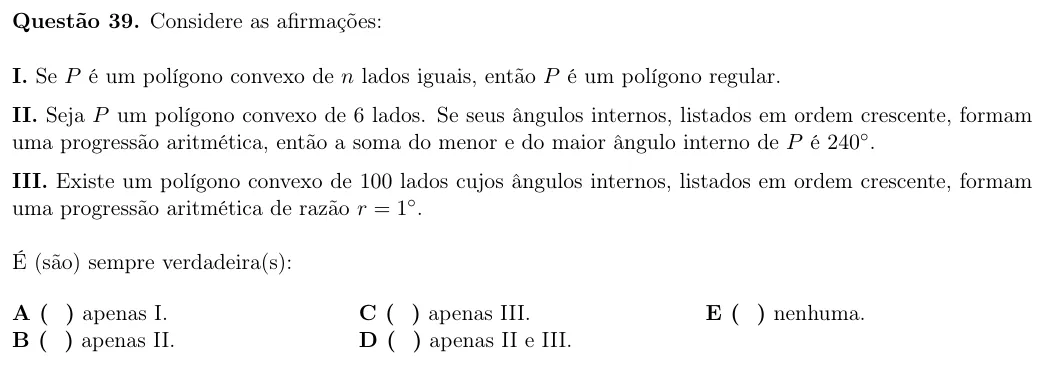 Questão 39. Considere as afirmações:
I. Se P é um polígono convexo de n lados iguais, então P é um polígono regular.
II. Seja P um polígono convexo de 6 lados. Se seus ângulos internos, listados em ordem crescente, formam
uma progressão aritmética, então a soma do menor e do maior ângulo interno de P é 240°.
III. Existe um polígono convexo de 100 lados cujos ângulos internos, listados em ordem crescente, formam
uma progressão aritmética de razão r = 1°.
É (são) sempre verdadeira(s):
A ( ) apenas I. C ( ) apenas III. E ( ) nenhuma.
B ( ) apenas II. D ( ) apenas II e III.